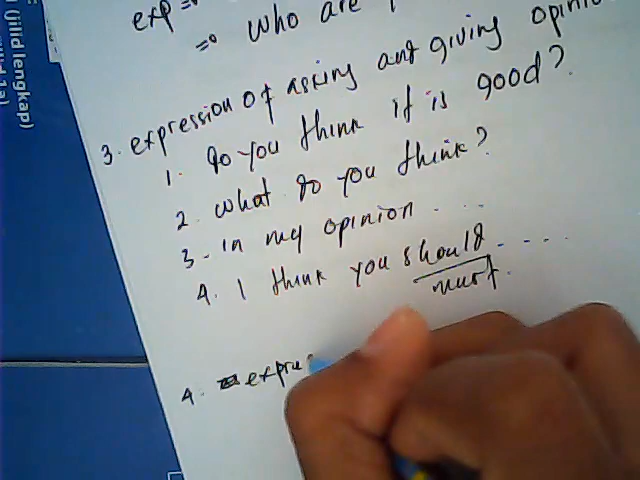 exp =>
=> Who are
3. expression of asking and giving opinio
1. do you think it is good?
2. what do you think?
3. in my opinion ...
4. I think you should ....
must.
4. expre
(jilid lengkap)